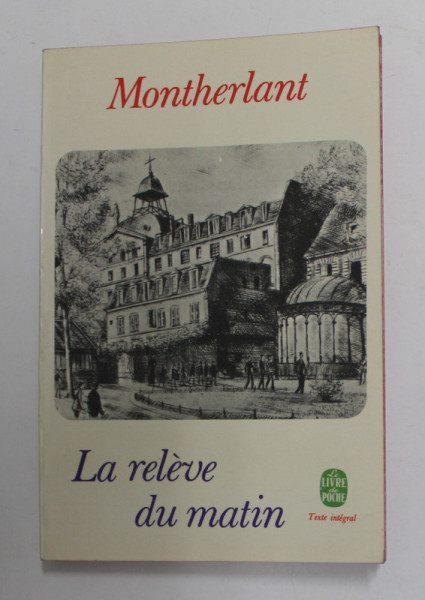 Montherlant
La relève
du matin
Le
LIVRE
de
POCHE
Texte intégral